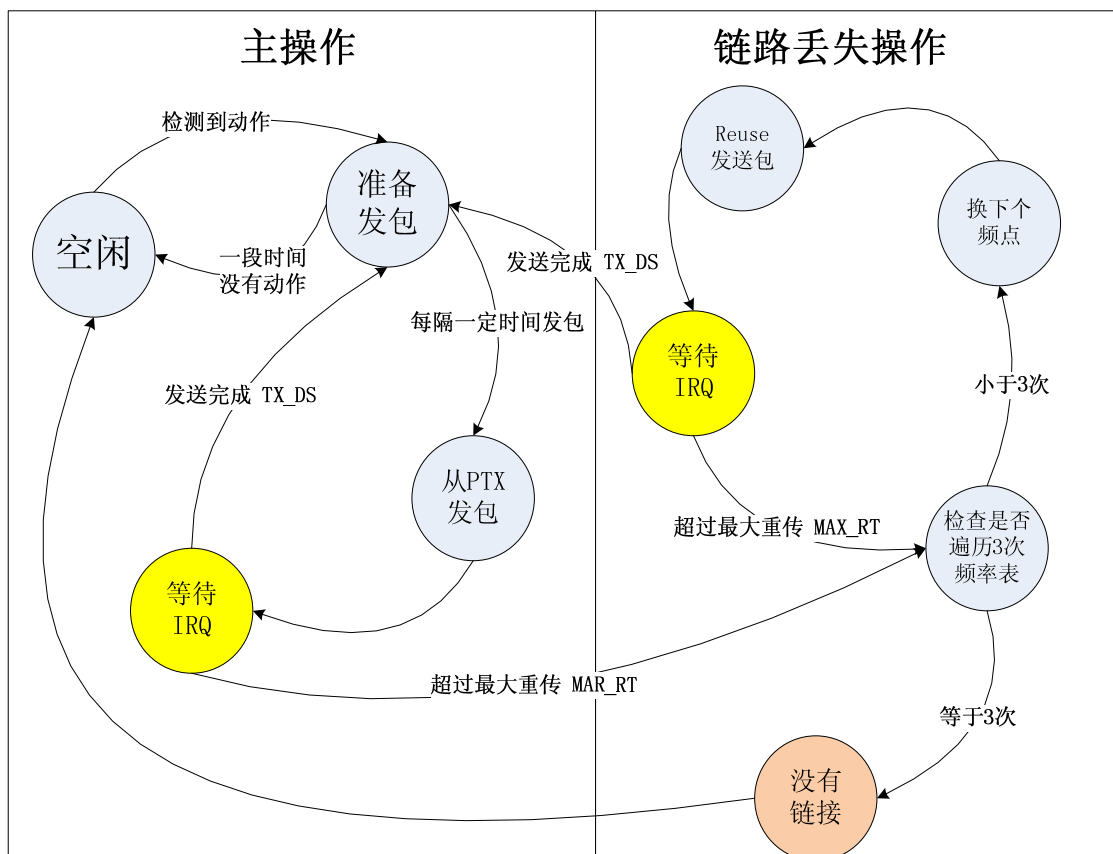 主操作
链路丢失操作
检测到动作
准备
发包
空闲
一段时间
没有动作
发送完成 TX_DS
每隔一定时间发包
从PTX
发包
等待
IRQ
超过最大重传 MAR_RT
Reuse
发送包
换下个
频点
发送完成 TX_DS
等待
IRQ
小于3次
超过最大重传 MAX_RT
检查是否
遍历3次
频率表
等于3次
没有
链接